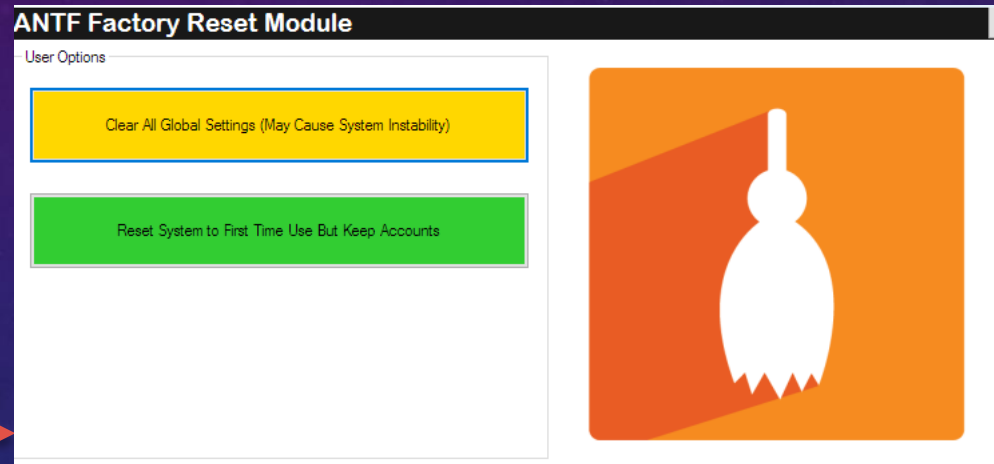 ANTF Factory Reset Module
User Options
Clear All Global Settings (May Cause System Instability)
Reset System to First Time Use But Keep Accounts